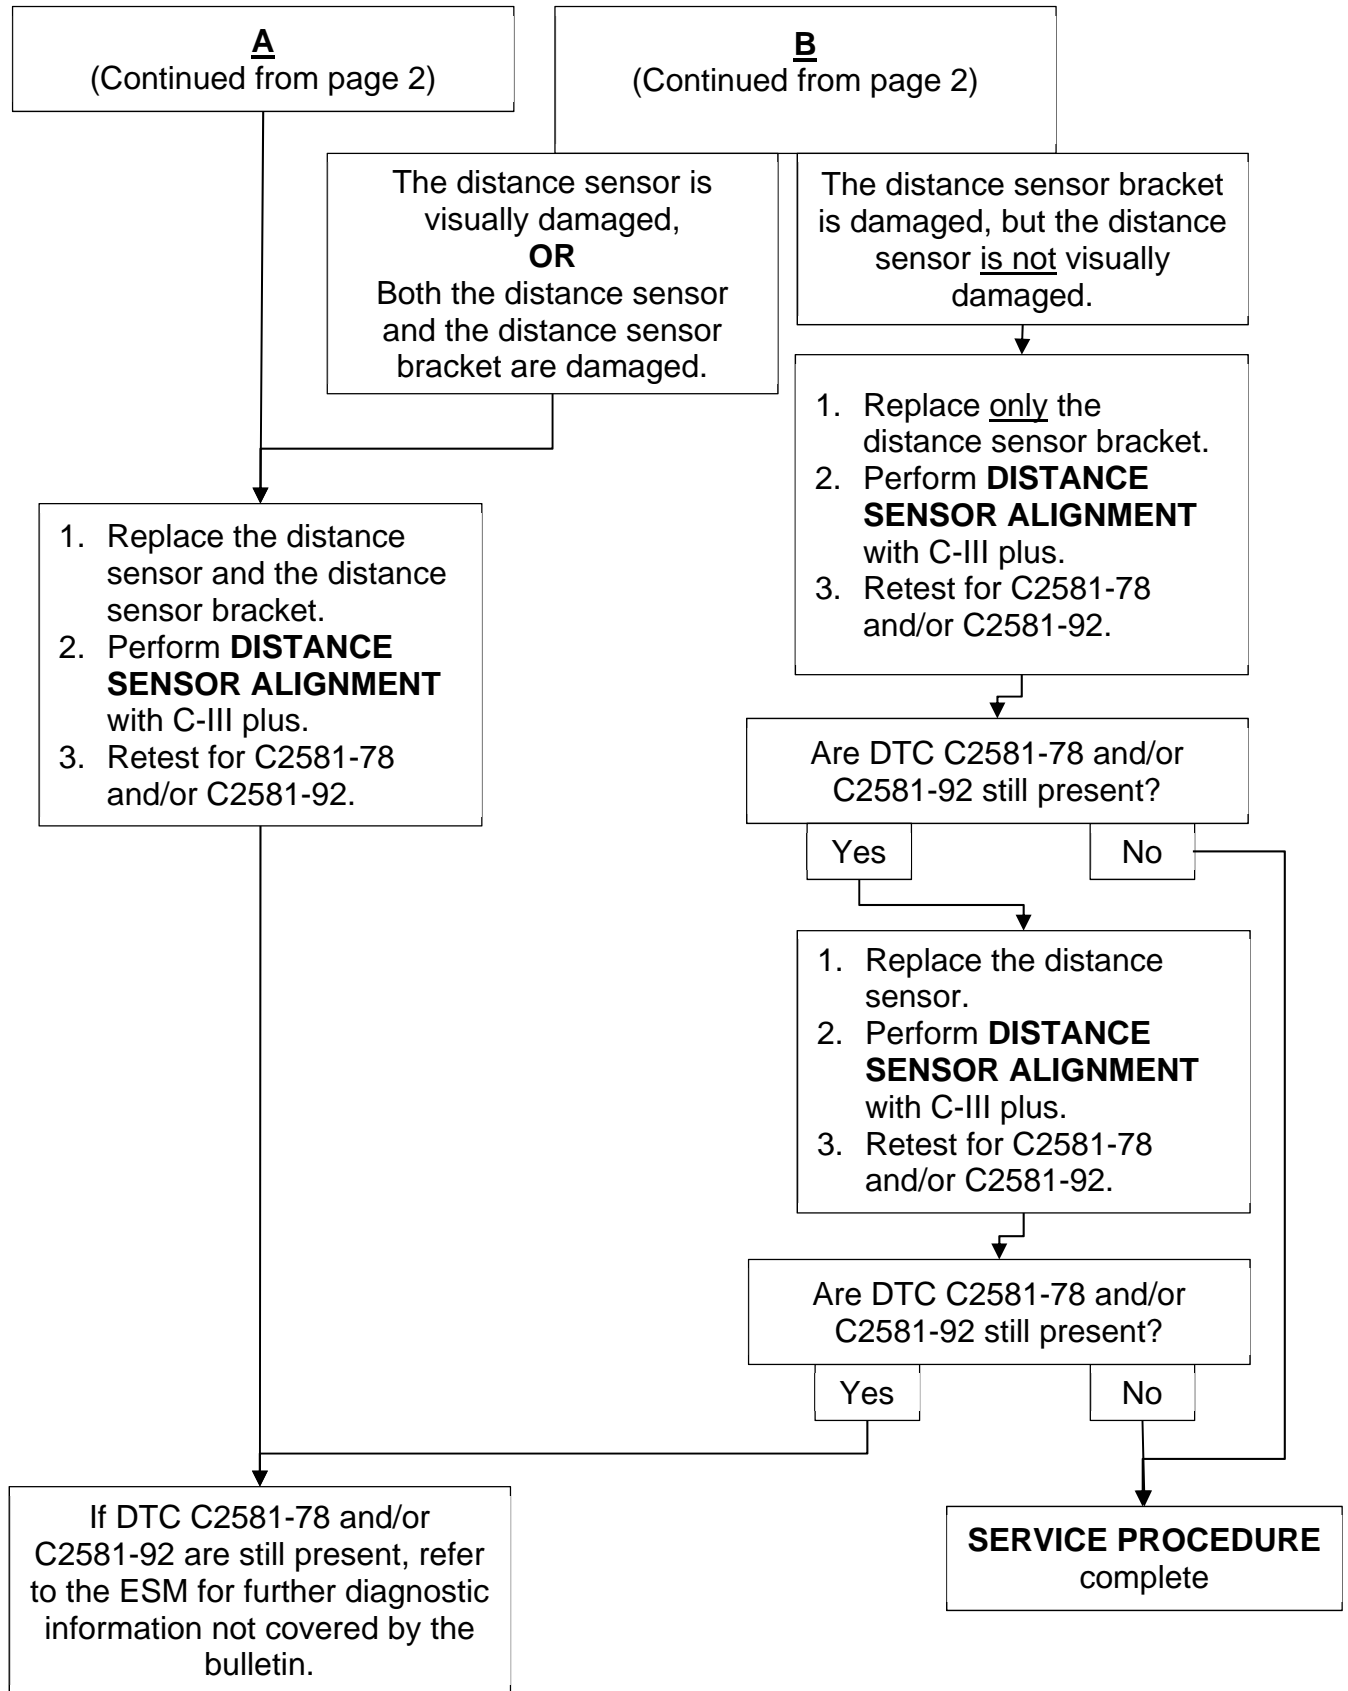 A
(Continued from page 2)
B
(Continued from page 2)
The distance sensor is
visually damaged,
OR
Both the distance sensor
and the distance sensor
bracket are damaged.
The distance sensor bracket
is damaged, but the distance
sensor is not visually
damaged.
1. Replace only the
distance sensor bracket.
2. Perform DISTANCE
SENSOR ALIGNMENT
with C-III plus.
3. Retest for C2581-78
and/or C2581-92.
1. Replace the distance
sensor and the distance
sensor bracket.
2. Perform DISTANCE
SENSOR ALIGNMENT
with C-III plus.
3. Retest for C2581-78
and/or C2581-92.
Are DTC C2581-78 and/or
C2581-92 still present?
Yes
No
1. Replace the distance
sensor.
2. Perform DISTANCE
SENSOR ALIGNMENT
with C-III plus.
3. Retest for C2581-78
and/or C2581-92.
Are DTC C2581-78 and/or
C2581-92 still present?
Yes
No
If DTC C2581-78 and/or
C2581-92 are still present, refer
to the ESM for further diagnostic
information not covered by the
bulletin.
SERVICE PROCEDURE
complete